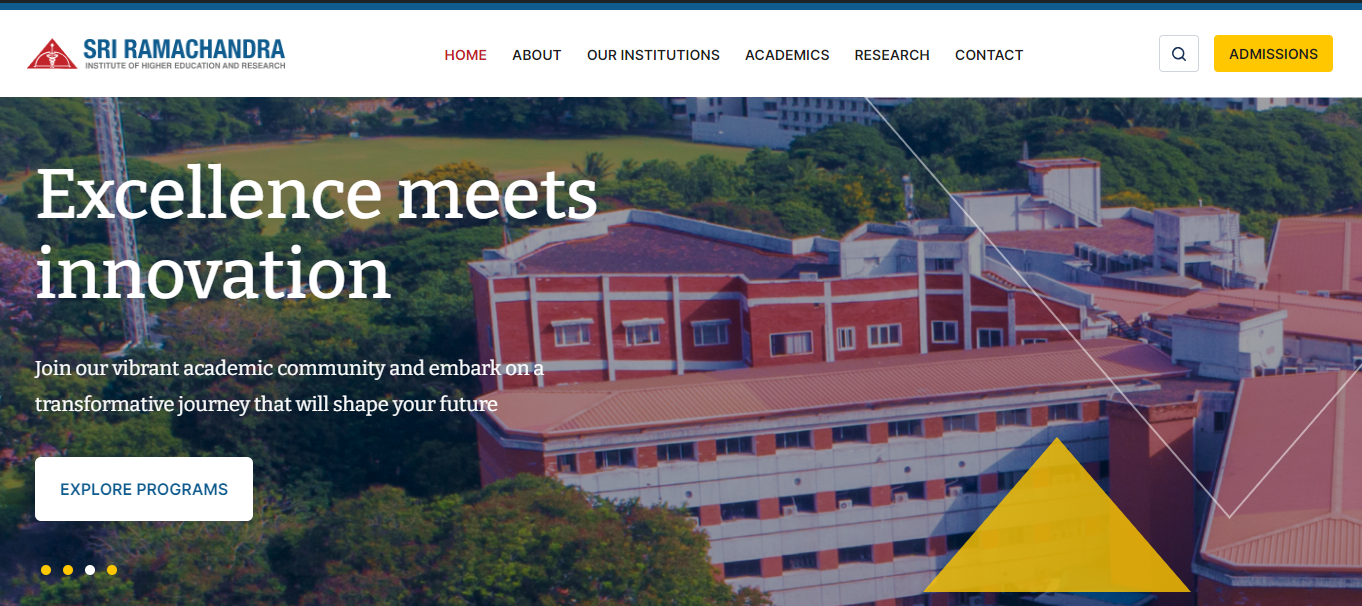 SRI RAMACHANDRA
INSTITUTE OF HIGHER EDUCATION AND RESEARCH
HOME ABOUT OUR INSTITUTIONS ACADEMICS RESEARCH CONTACT
ADMISSIONS
Excellence meets
innovation
Join our vibrant academic community and embark on a
transformative journey that will shape your future
EXPLORE PROGRAMS